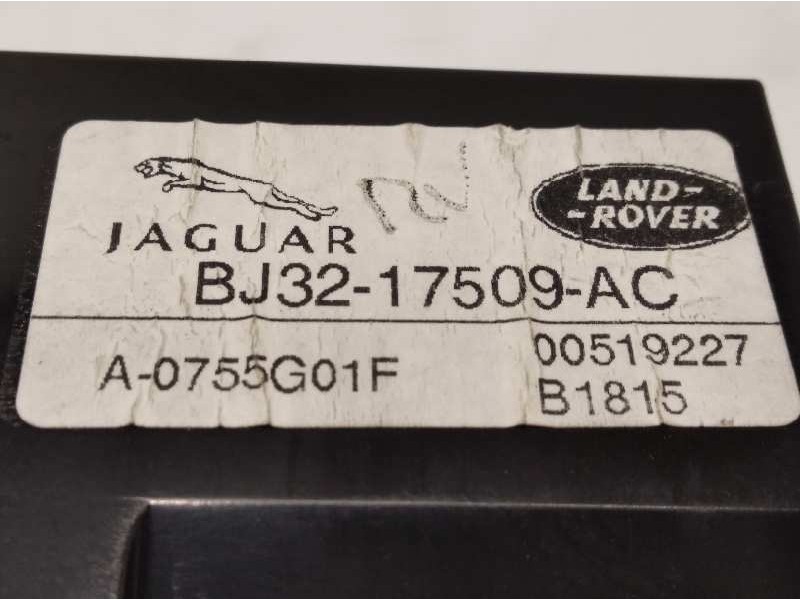 JAGUAR
LAND-
-ROVER
BJ32-17509-AC
A-0755G01F
00519227
B1815